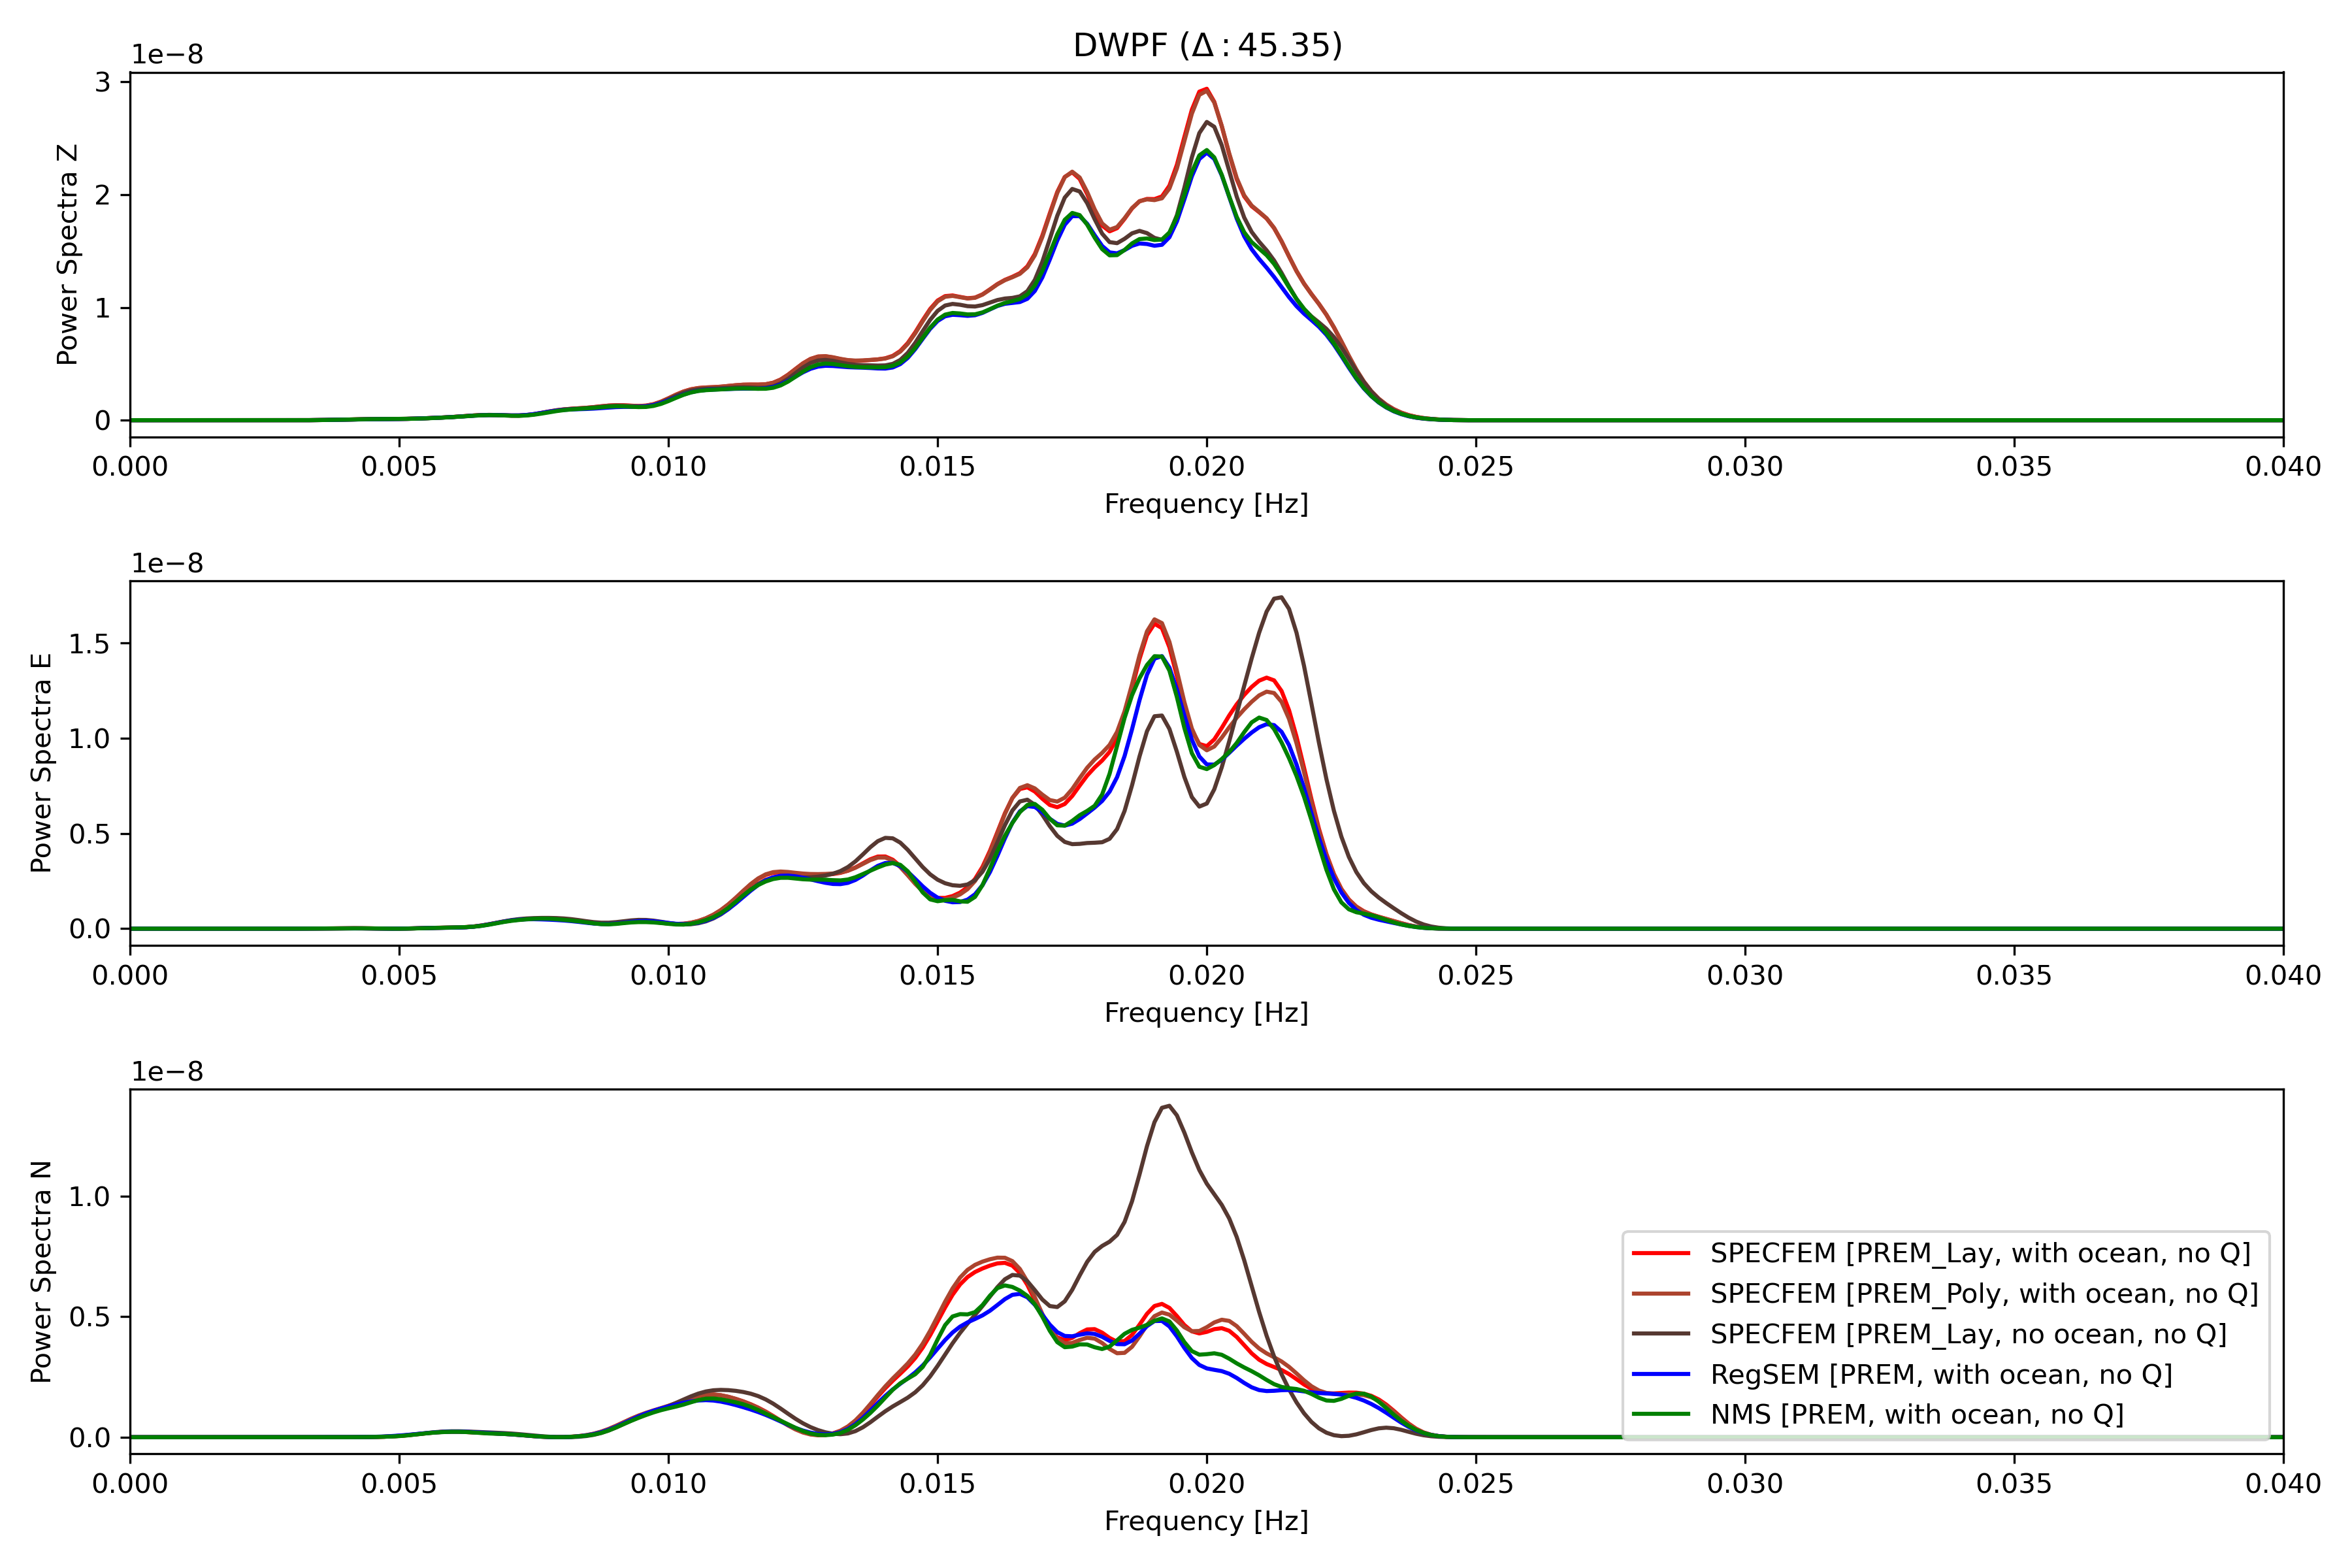 DWPF (Δ : 45.35)
1e−8
3
2
1
0
Power Spectra Z
0.000 0.005 0.010 0.015 0.020 0.025 0.030 0.035 0.040
Frequency [Hz]
1e−8
1.5
1.0
0.5
0.0
Power Spectra E
0.000 0.005 0.010 0.015 0.020 0.025 0.030 0.035 0.040
Frequency [Hz]
1e−8
1.0
0.5
0.0
Power Spectra N
SPECFEM [PREM_Lay, with ocean, no Q]
SPECFEM [PREM_Poly, with ocean, no Q]
SPECFEM [PREM_Lay, no ocean, no Q]
RegSEM [PREM, with ocean, no Q]
NMS [PREM, with ocean, no Q]
0.000 0.005 0.010 0.015 0.020 0.025 0.030 0.035 0.040
Frequency [Hz]